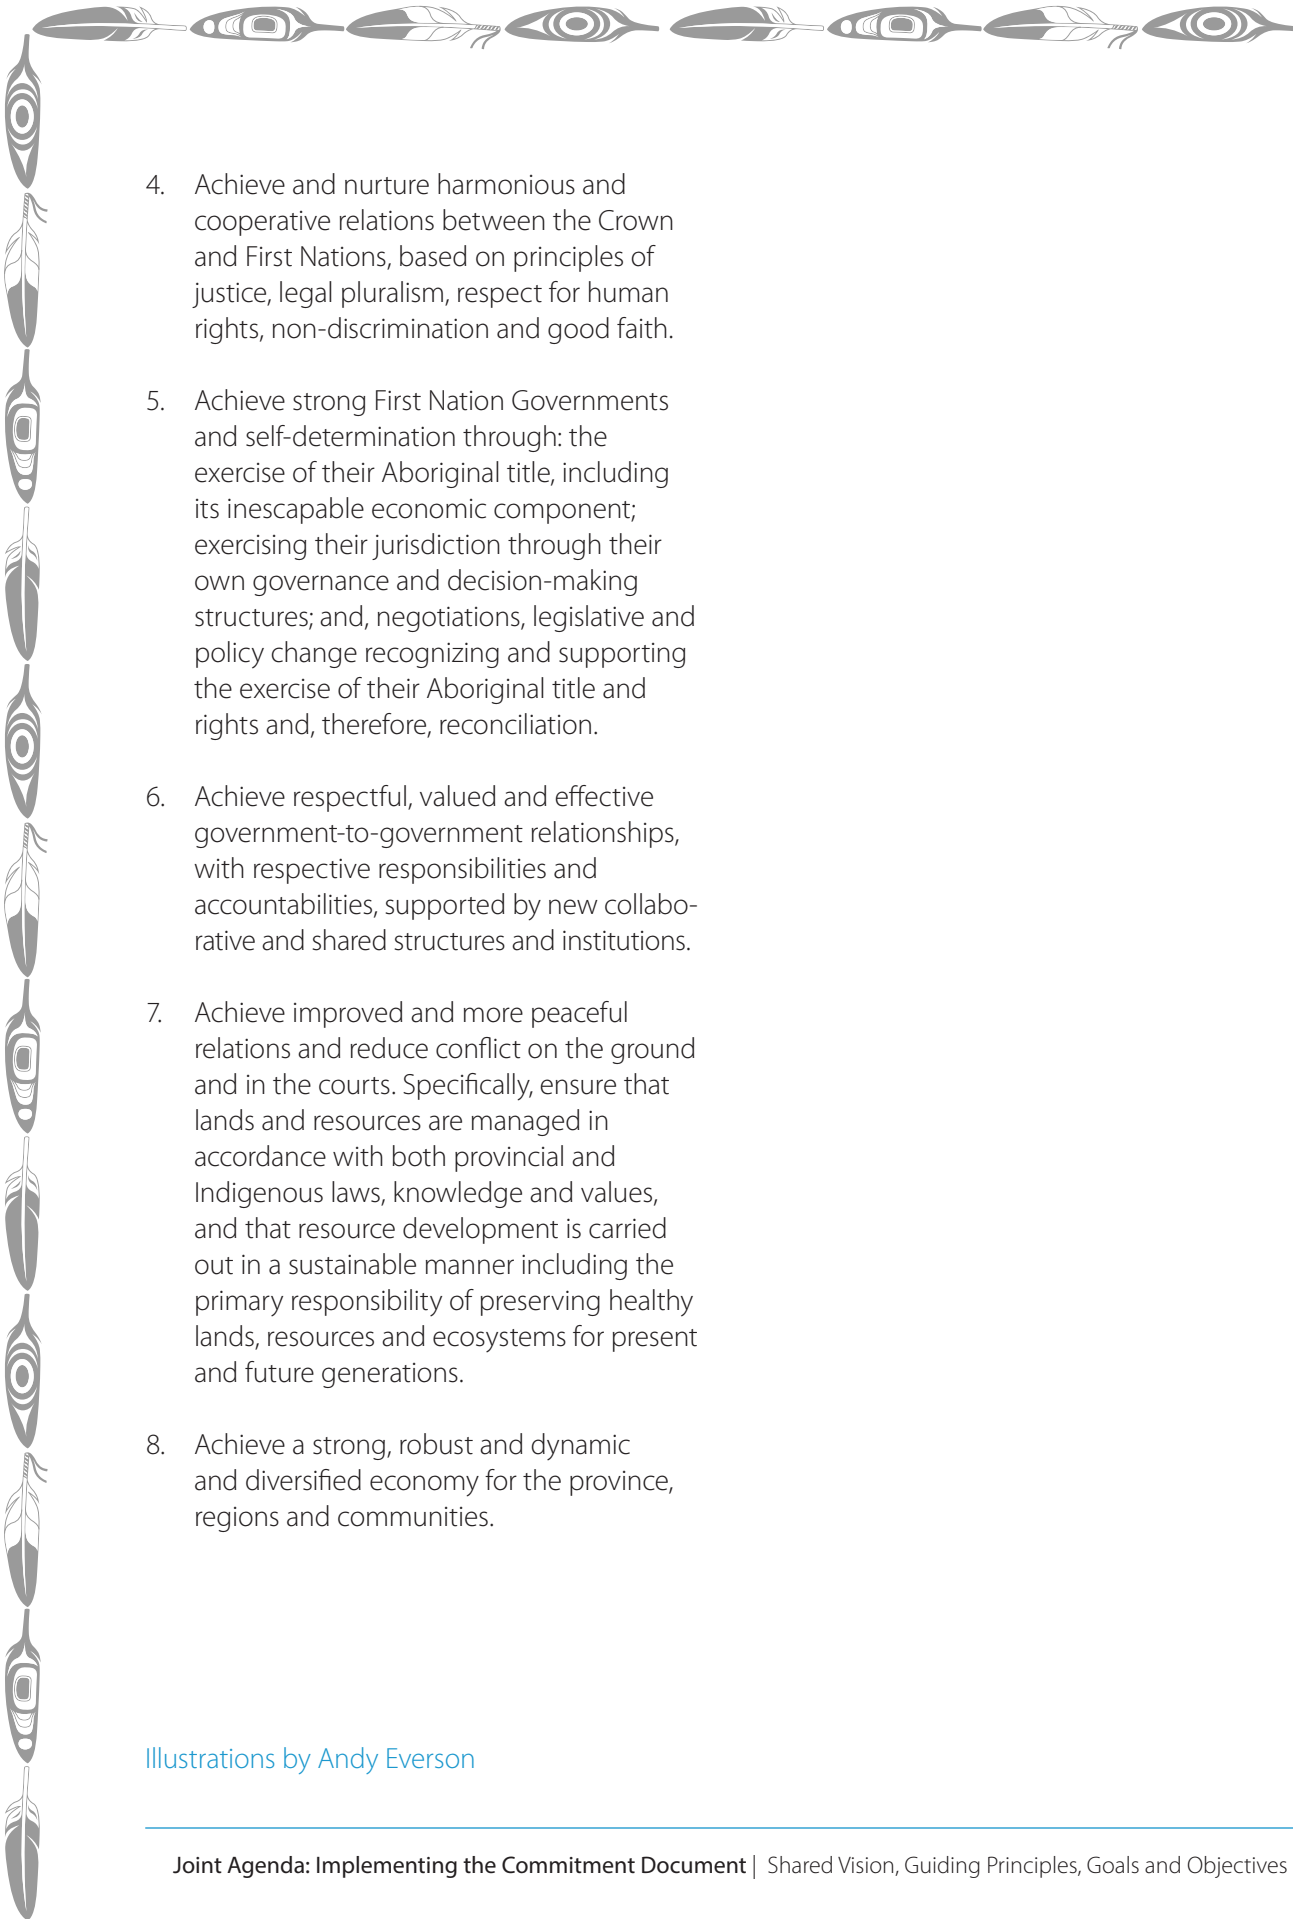 4. Achieve and nurture harmonious and
cooperative relations between the Crown
and First Nations, based on principles of
justice, legal pluralism, respect for human
rights, non-discrimination and good faith.
5. Achieve strong First Nation Governments
and self-determination through: the
exercise of their Aboriginal title, including
its inescapable economic component;
exercising their jurisdiction through their
own governance and decision-making
structures; and, negotiations, legislative and
policy change recognizing and supporting
the exercise of their Aboriginal title and
rights and, therefore, reconciliation.
6. Achieve respectful, valued and effective
government-to-government relationships,
with respective responsibilities and
accountabilities, supported by new collabo-
rative and shared structures and institutions.
7. Achieve improved and more peaceful
relations and reduce conflict on the ground
and in the courts. Specifically, ensure that
lands and resources are managed in
accordance with both provincial and
Indigenous laws, knowledge and values,
and that resource development is carried
out in a sustainable manner including the
primary responsibility of preserving healthy
lands, resources and ecosystems for present
and future generations.
8. Achieve a strong, robust and dynamic
and diversified economy for the province,
regions and communities.
Illustrations by Andy Everson
Joint Agenda: Implementing the Commitment Document | Shared Vision, Guiding Principles, Goals and Objectives